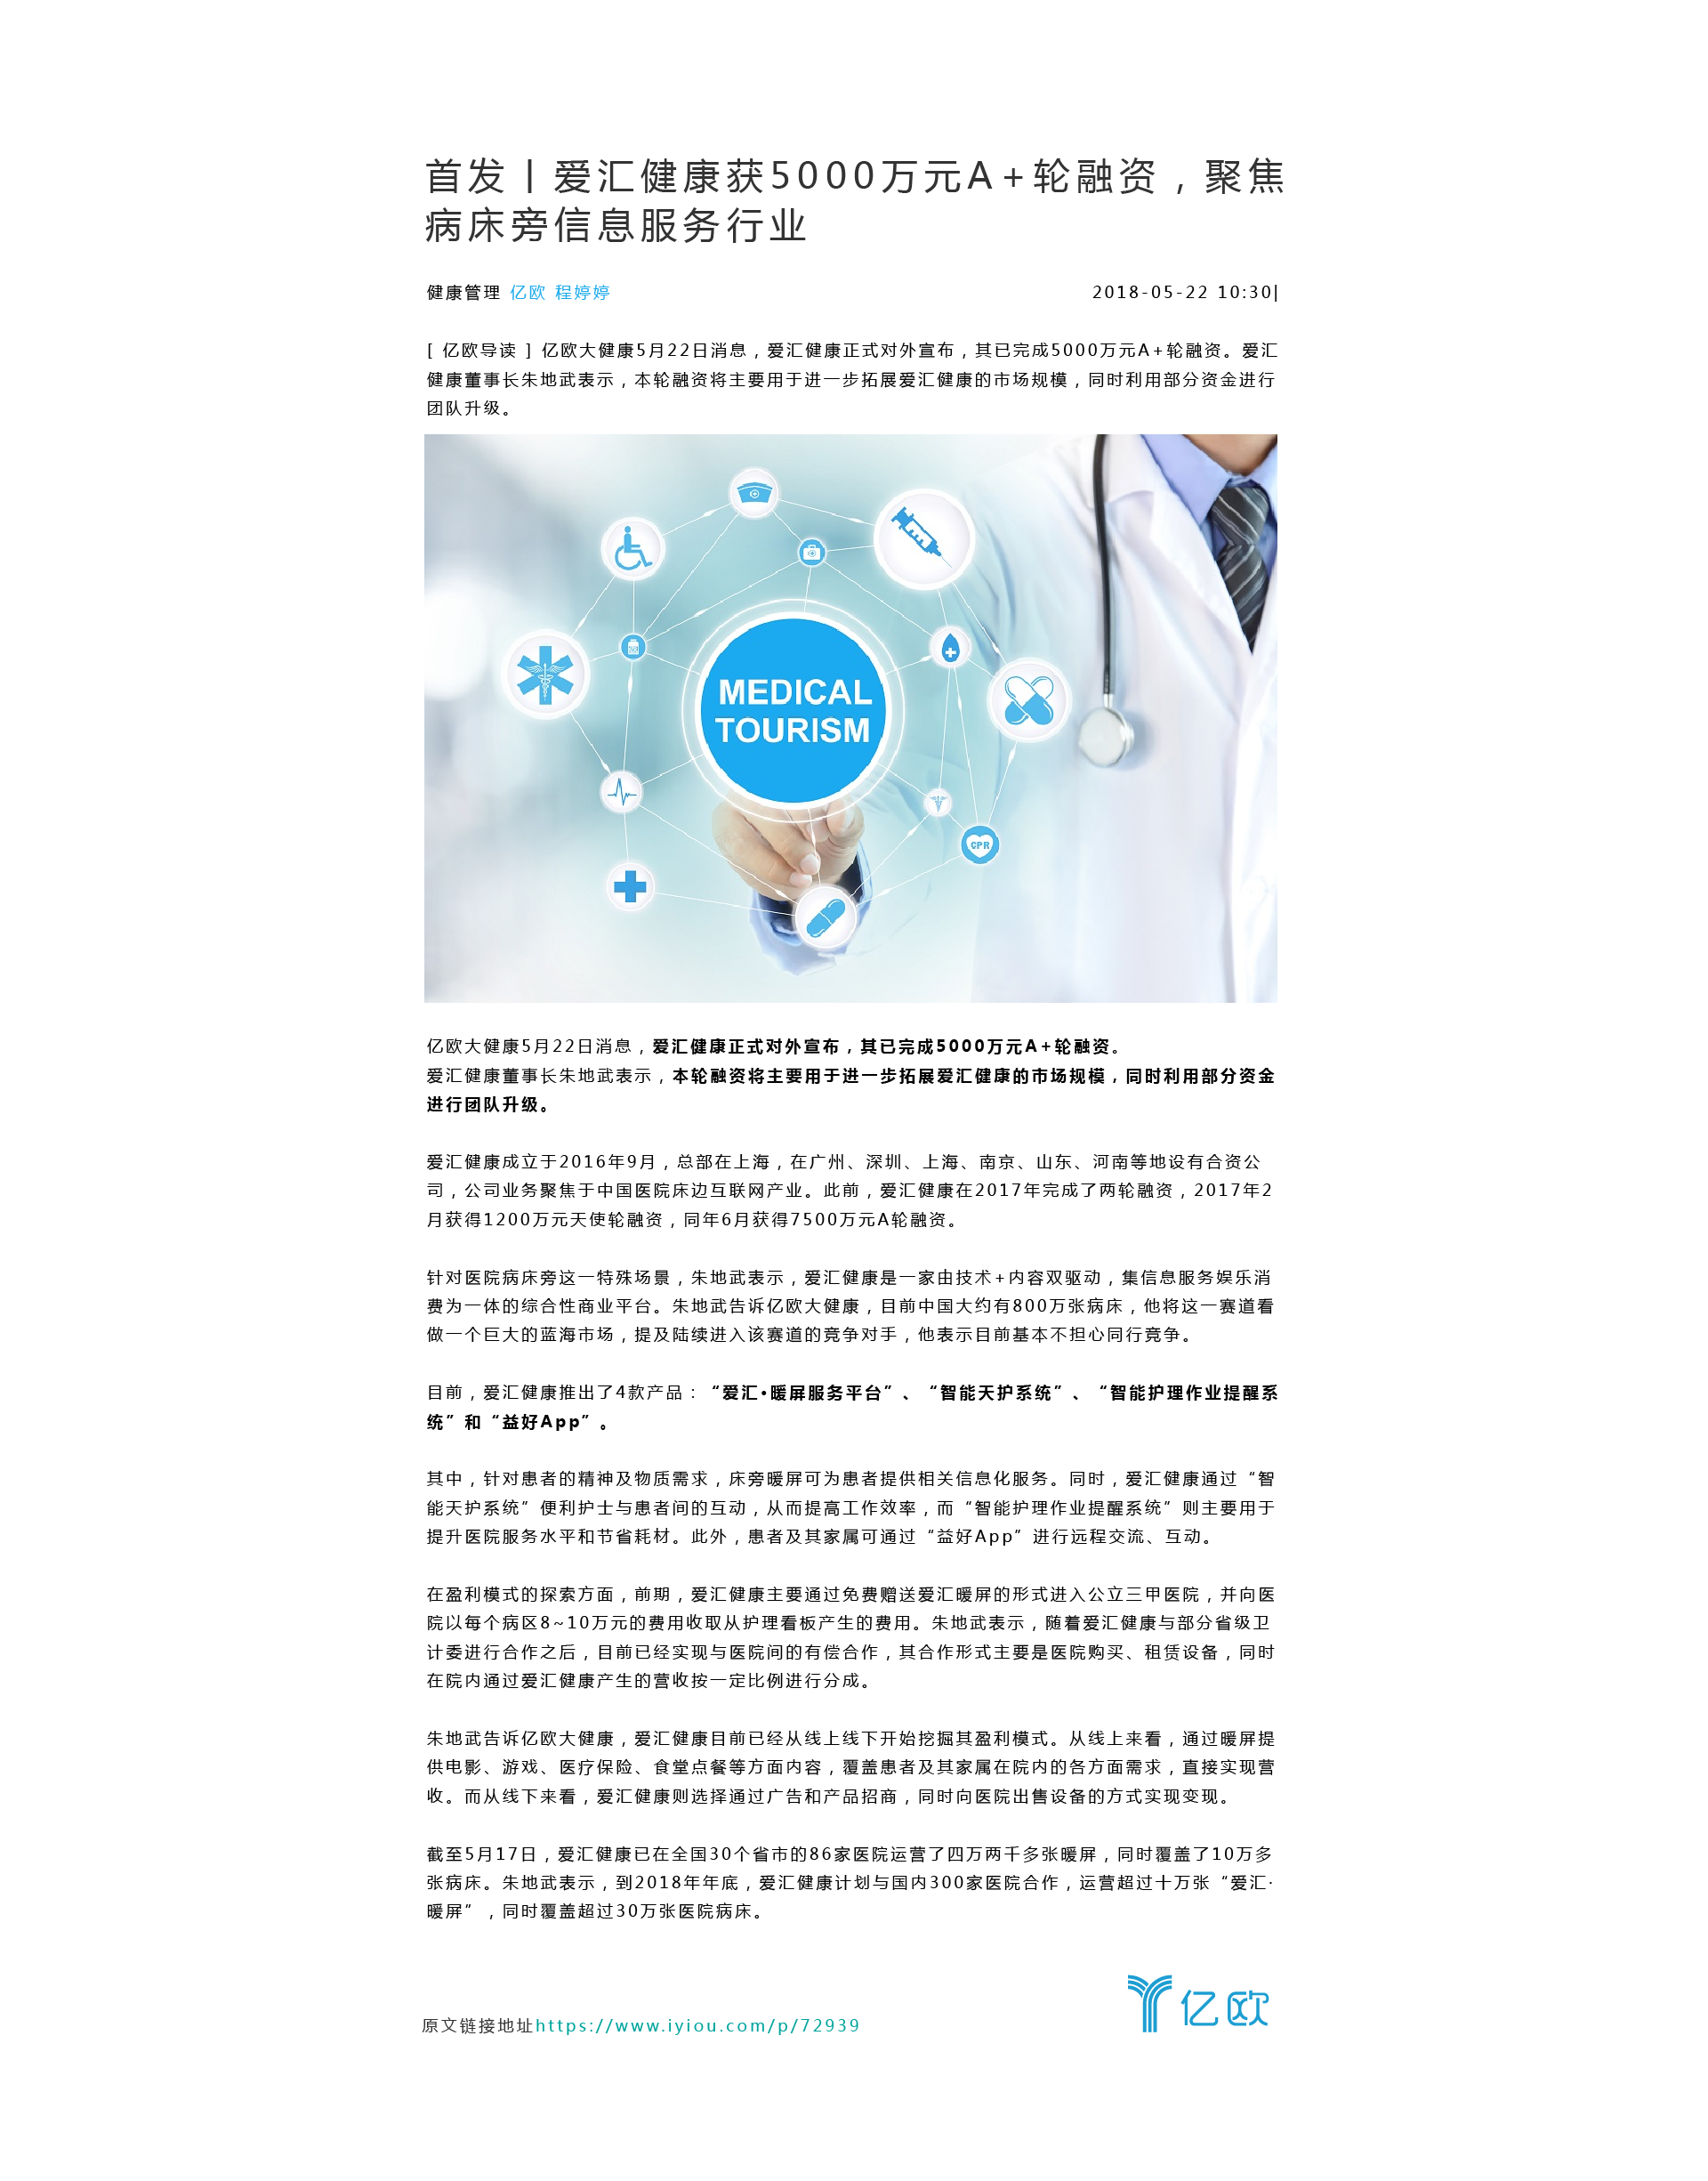 首发丨爱汇健康获5000万元A+轮融资，聚焦
病床旁信息服务行业
健康管理 亿欧 程婷婷
2018-05-22 10:30|
[ 亿欧导读 ] 亿欧大健康5月22日消息，爱汇健康正式对外宣布，其已完成5000万元A+轮融资。爱汇
健康董事长朱地武表示，本轮融资将主要用于进一步拓展爱汇健康的市场规模，同时利用部分资金进行
团队升级。
MEDICAL
TOURISM
CPR
亿欧大健康5月22日消息，爱汇健康正式对外宣布，其已完成5000万元A+轮融资。
爱汇健康董事长朱地武表示，本轮融资将主要用于进一步拓展爱汇健康的市场规模，同时利用部分资金
进行团队升级。
爱汇健康成立于2016年9月，总部在上海，在广州、深圳、上海、南京、山东、河南等地设有合资公
司，公司业务聚焦于中国医院床边互联网产业。此前，爱汇健康在2017年完成了两轮融资，2017年2
月获得1200万元天使轮融资，同年6月获得7500万元A轮融资。
针对医院病床旁这一特殊场景，朱地武表示，爱汇健康是一家由技术+内容双驱动，集信息服务娱乐消
费为一体的综合性商业平台。朱地武告诉亿欧大健康，目前中国大约有800万张病床，他将这一赛道看
做一个巨大的蓝海市场，提及陆续进入该赛道的竞争对手，他表示目前基本不担心同行竞争。
目前，爱汇健康推出了4款产品：“爱汇·暖屏服务平台”、“智能天护系统”、“智能护理作业提醒系
统”和“益好App”。
其中，针对患者的精神及物质需求，床旁暖屏可为患者提供相关信息化服务。同时，爱汇健康通过“智
能天护系统”便利护士与患者间的互动，从而提高工作效率，而“智能护理作业提醒系统”则主要用于
提升医院服务水平和节省耗材。此外，患者及其家属可通过“益好App”进行远程交流、互动。
在盈利模式的探索方面，前期，爱汇健康主要通过免费赠送爱汇暖屏的形式进入公立三甲医院，并向医
院以每个病区8~10万元的费用收取从护理看板产生的费用。朱地武表示，随着爱汇健康与部分省级卫
计委进行合作之后，目前已经实现与医院间的有偿合作，其合作形式主要是医院购买、租赁设备，同时
在院内通过爱汇健康产生的营收按一定比例进行分成。
朱地武告诉亿欧大健康，爱汇健康目前已经从线上线下开始挖掘其盈利模式。从线上来看，通过暖屏提
供电影、游戏、医疗保险、食堂点餐等方面内容，覆盖患者及其家属在院内的各方面需求，直接实现营
收。而从线下来看，爱汇健康则选择通过广告和产品招商，同时向医院出售设备的方式实现变现。
截至5月17日，爱汇健康已在全国30个省市的86家医院运营了四万两千多张暖屏，同时覆盖了10万多
张病床。朱地武表示，到2018年年底，爱汇健康计划与国内300家医院合作，运营超过十万张“爱汇·
暖屏”，同时覆盖超过30万张医院病床。
亿欧
原文链接地址https://www.iyiou.com/p/72939